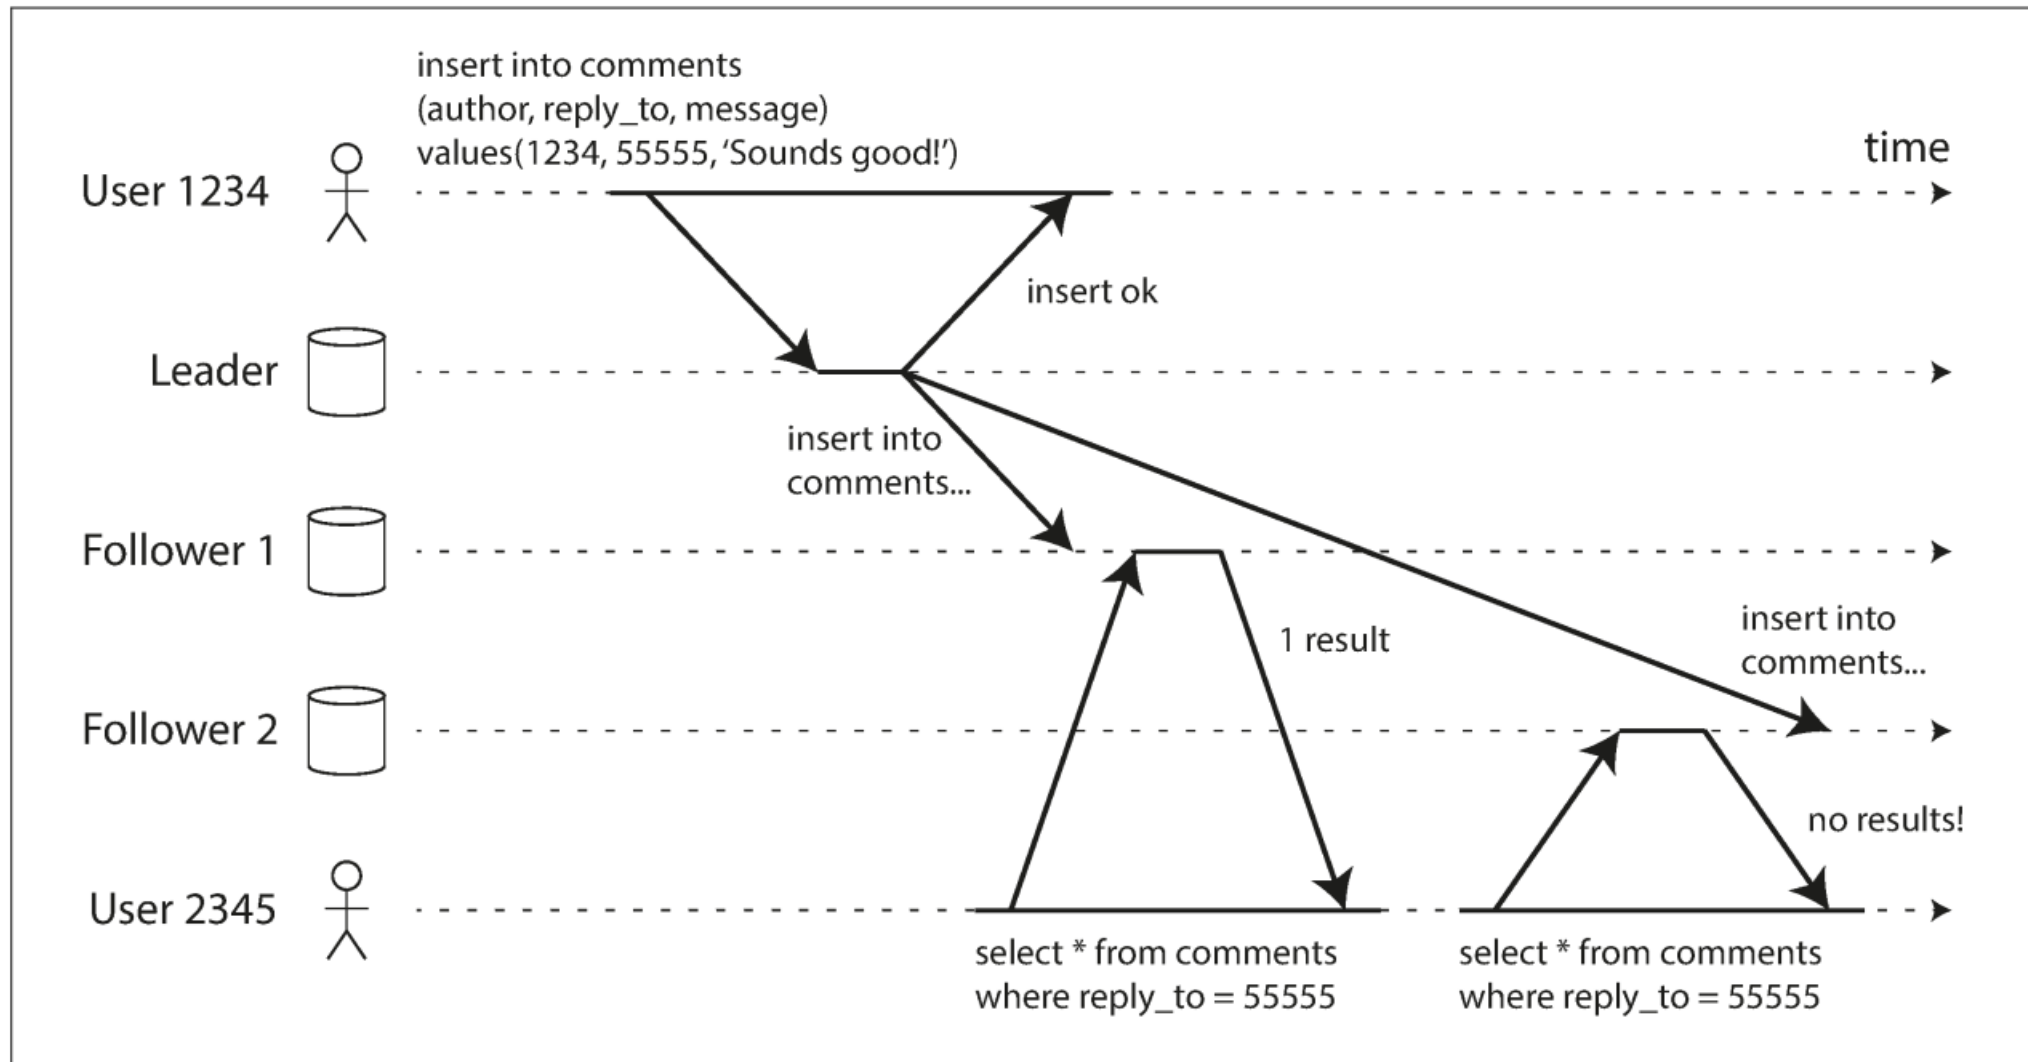 insert into comments
(author, reply_to, message)
values(1234, 55555, ‘Sounds good!’)
time
User 1234
insert ok
Leader
insert into
comments...
Follower 1
1 result
insert into
comments...
Follower 2
no results!
User 2345
select * from comments
where reply_to = 55555
select * from comments
where reply_to = 55555